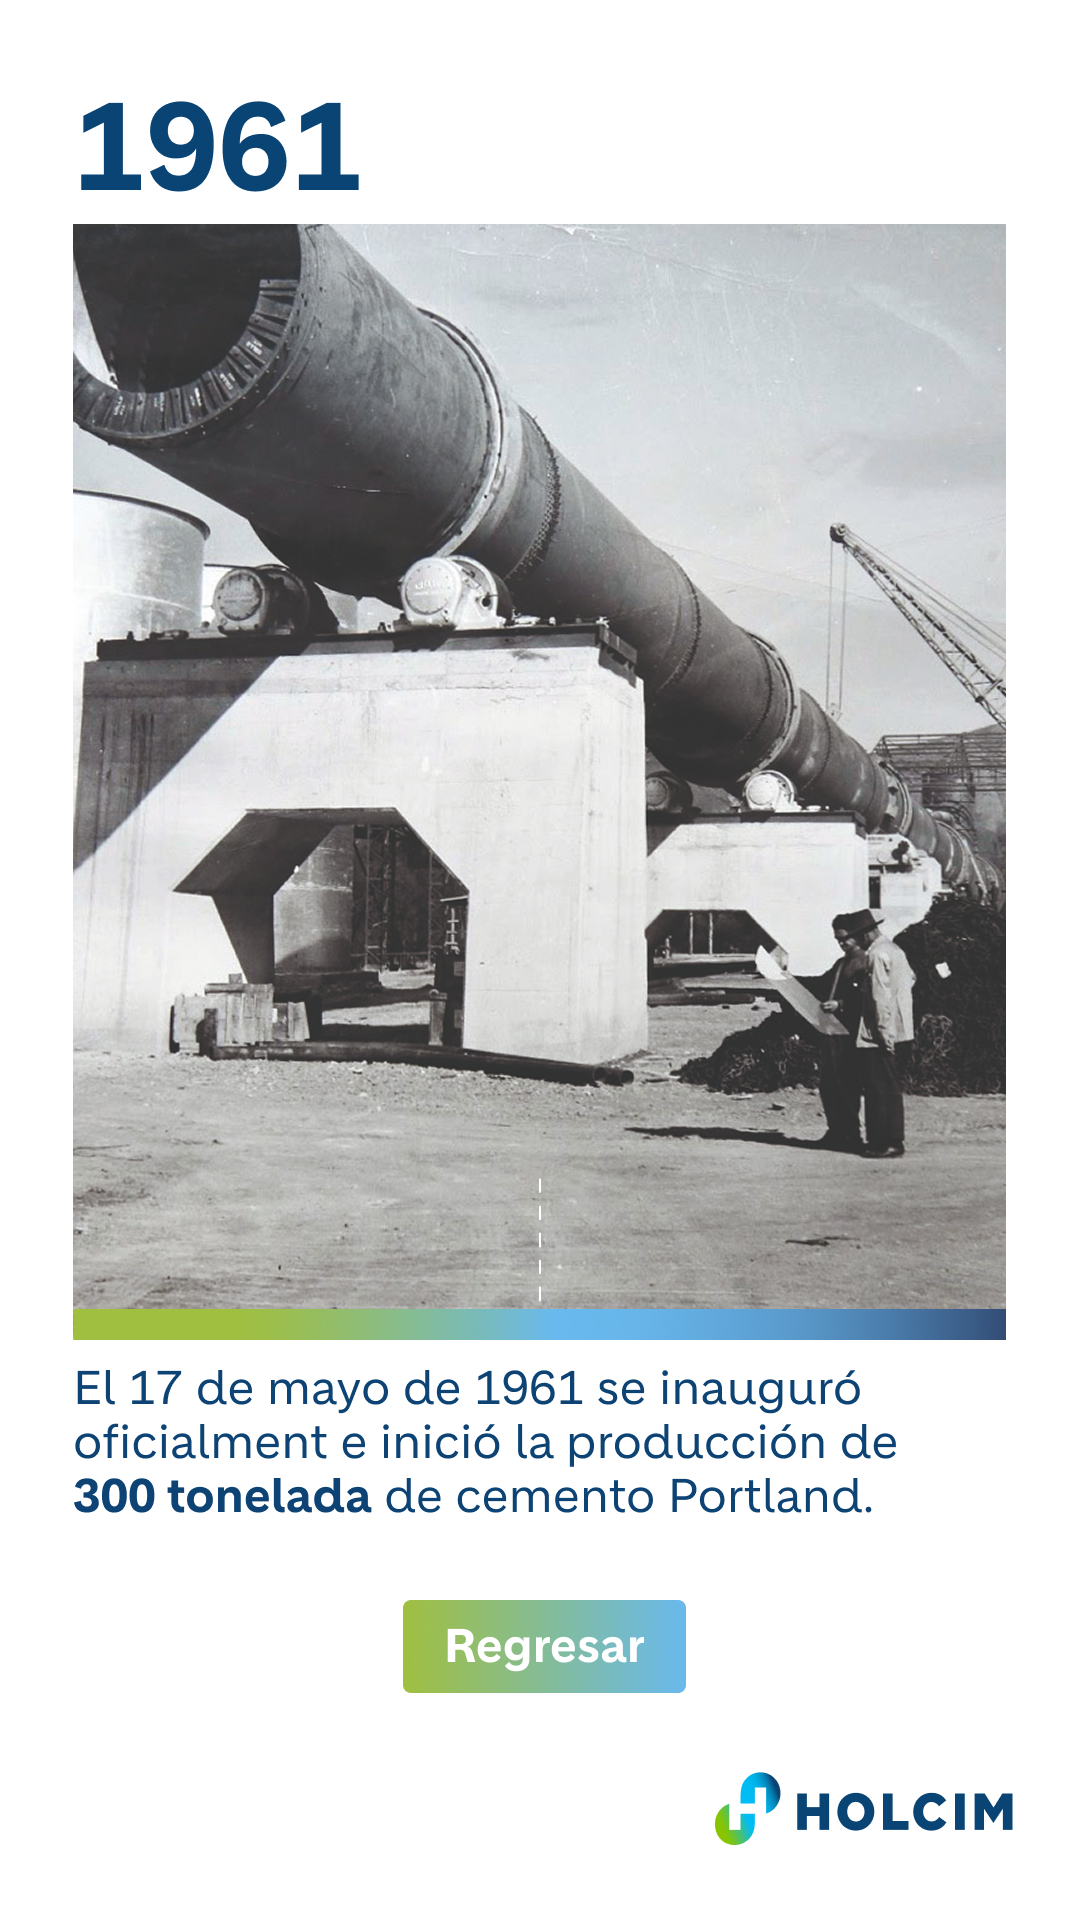 1961
El 17 de mayo de 1961 se inauguró
oficialment e inició la producción de
300 tonelada de cemento Portland.
Regresar
HOLCIM